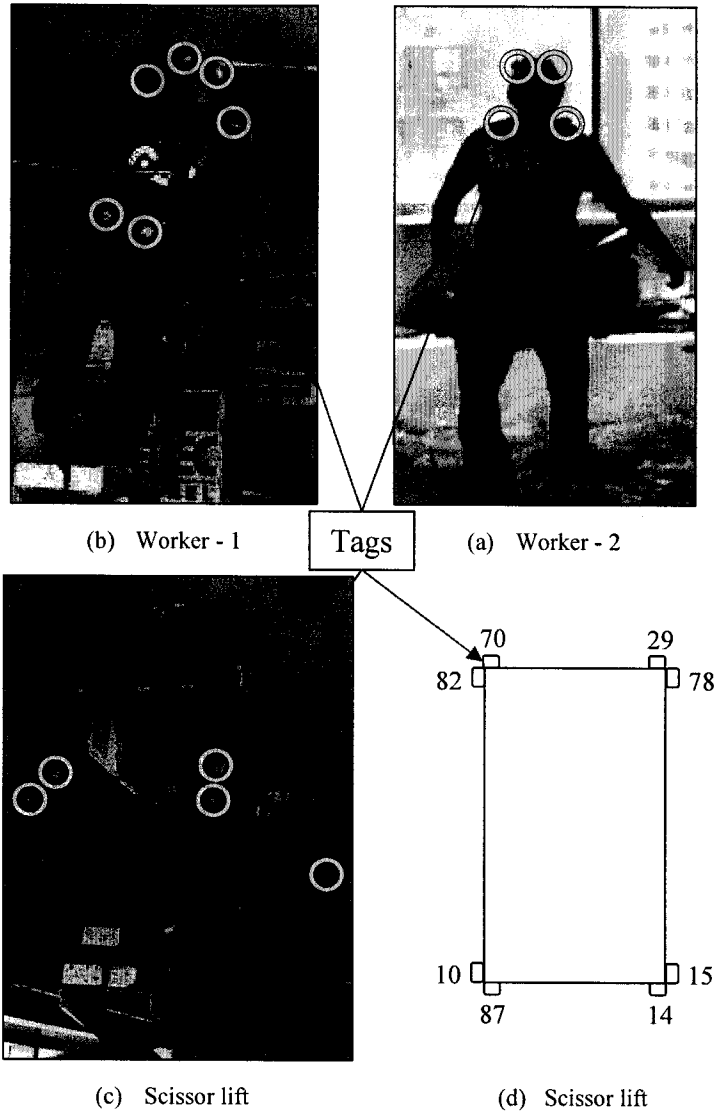 (b) Worker - 1
Tags
(a) Worker - 2
70
29
82
78
10
15
87
14
(c) Scissor lift
(d) Scissor lift